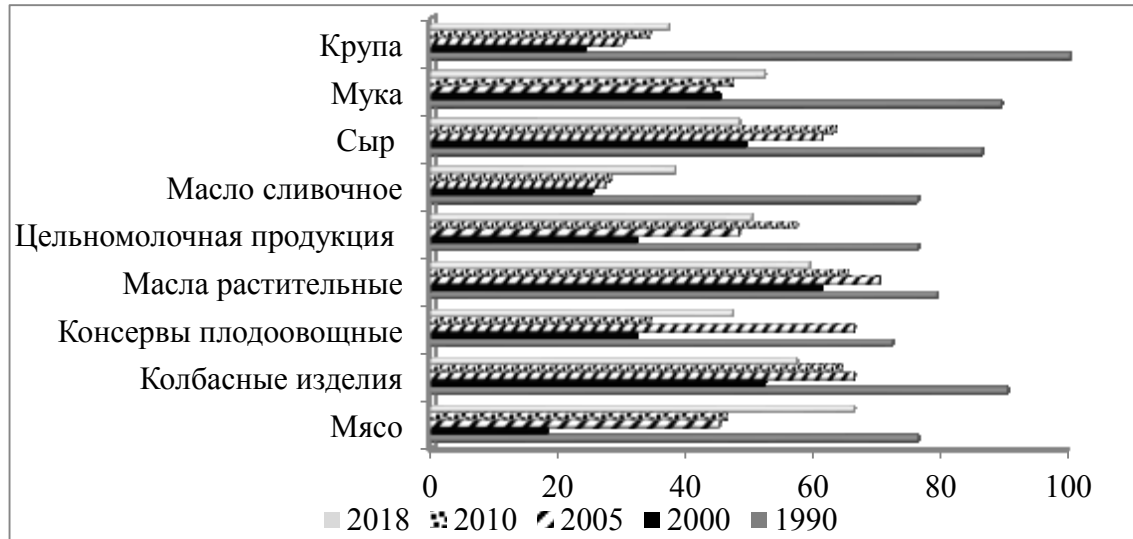 Крупа
Мука
Сыр
Масло сливочное
Цельномолочная продукция
Масла растительные
Консервы плодоовощные
Колбасные изделия
Мясо
0 20 40 60 80 100
2018 2010 2005 2000 1990